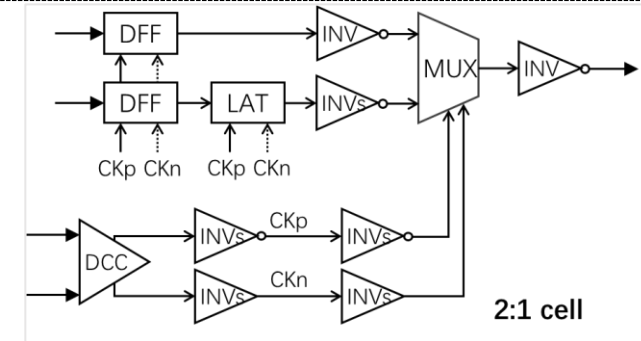 DFF
INV
MUX
INV
DFF
LAT
INVs
CKp CKn
CKp CKn
INVs
CKp
INVs
DCC
INVs
CKn
INVs
2:1 cell